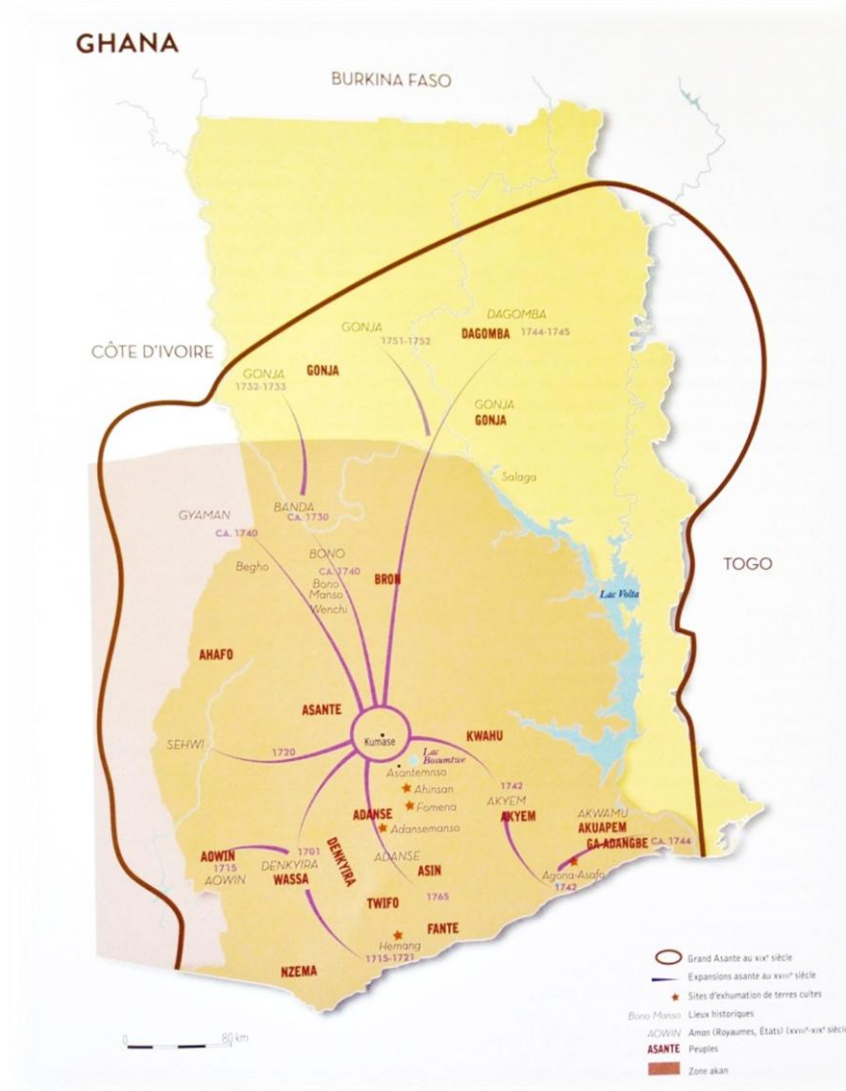 GHANA
BURKINA FASO
CÔTE D'IVOIRE
TOGO
DAGOMBA
DAGOMBA 1744-1745
GONJA
1751-1752
GONJA
GONJA
1732-1733
GONJA
GONJA
Salaga
BANDA
CA. 1730
GYAMAN
CA. 1740
BONO
CA. 1740
Begho
Bono
Manso
Wenchi
BRON
Lac Volta
AHAFO
ASANTE
KWAHU
Kumase
SEHWI
1720
Lac
Bosumtwe
Asantemnso
Ahinsan
Fomena
ADANSE
Adansemanso
1742
AKYEM
AKYEM
AKWAMU
AKUAPEM
GA-ADANGBE CA. 1744
Agona-Asafo
1742
AOWIN
1715
AOWIN
1701
DENKYIRA
WASSA
DENKYIRA
ADANSE
ASIN
1765
TWIFO
FANTE
Hemang
1715-1721
NZEMA
0 80 km
Grand Asante au XIXe siècle
Expansions asante au XVIIIe siècle
Sites d'exhumation de terres cuites
Bono Manso Lieux historiques
AOWIN Aman (Royaumes, États) (XVIIIe-XIXe siècle
ASANTE Peuples
Zone akan